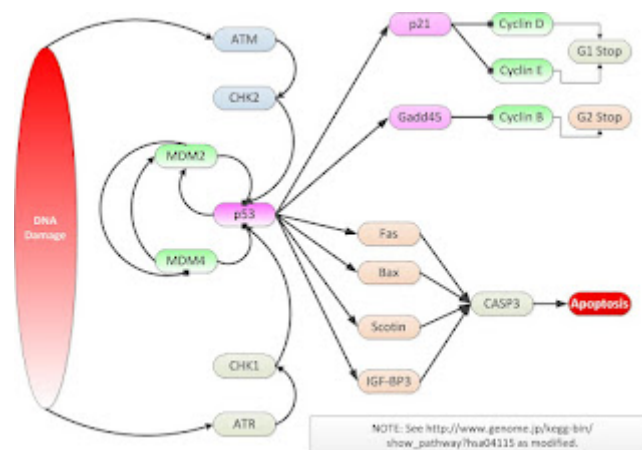 ATM
p21
Cyclin D
G1 Stop
Cyclin E
CHK2
Gadd45
Cyclin B
G2 Stop
MDM2
DNA
Damage
p53
Fas
MDM4
Bax
CASP3
Apoptosis
Scotin
CHK1
IGF-BP3
ATR
NOTE: See http://www.genome.jp/kegg-bin/
show_pathway?hsa04115 as modified.